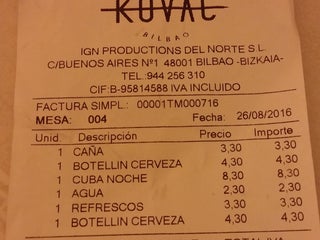 KUVAC
BILBAO
IGN PRODUCTIONS DEL NORTE S.L.
C/BUENOS AIRES Nº1 48001 BILBAO -BIZKAIA-
TEL.944 256 310
CIF:B-95814588 IVA INCLUIDO
FACTURA SIMPL.: 00001TM000716
MESA: 004 Fecha: 26/08/2016
Unid Descripción Precio Importe
1 CAÑA 3,30 3,30
1 BOTELLIN CERVEZA 4,30 4,30
1 CUBA NOCHE 8,30 8,30
1 AGUA 2,30 2,30
1 REFRESCOS 3,30 3,30
1 BOTELLIN CERVEZA 4,30 4,30